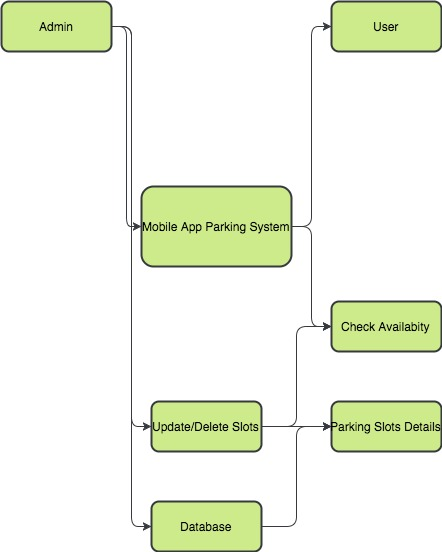 Admin
User
Mobile App Parking System
Check Availabity
Update/Delete Slots
Parking Slots Details
Database